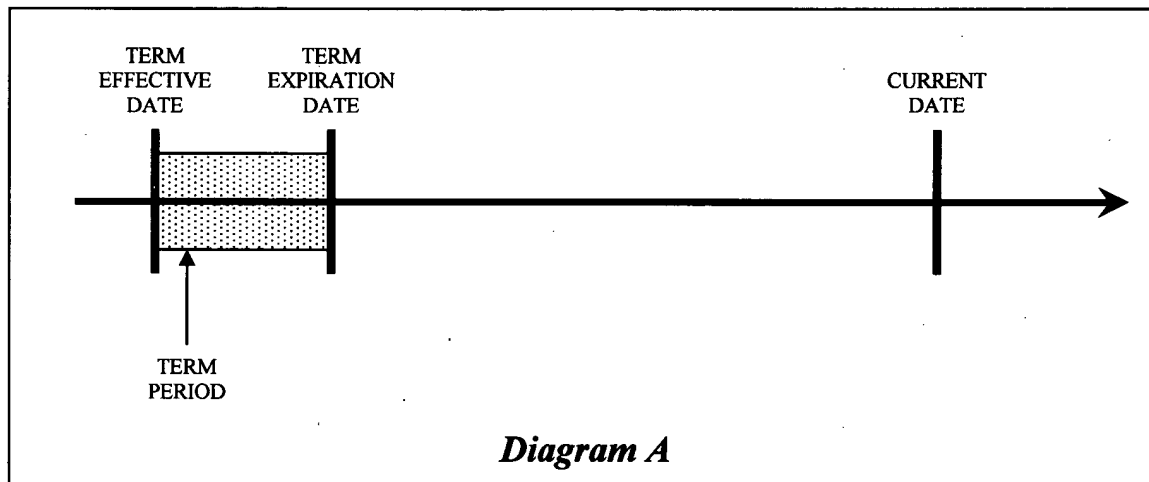 TERM
EFFECTIVE
DATE
TERM
EXPIRATION
DATE
CURRENT
DATE
TERM
PERIOD
Diagram A